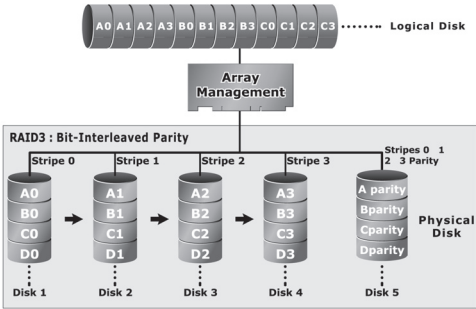 A0 A1 A2 A3 B0 B1 B2 B3 C0 C1 C2 C3 Logical Disk
Array
Management
RAID3 : Bit-Interleaved Parity
Stripe 0 Stripe 1 Stripe 2 Stripe 3
Stripes 0 1
2 3 Parity
A0 A1 A2 A3 A parity
B0 B1 B2 B3 Bparity
C0 C1 C2 C3 Cparity
D0 D1 D2 D3 Dparity
Physical
Disk
Disk 1 Disk 2 Disk 3 Disk 4 Disk 5